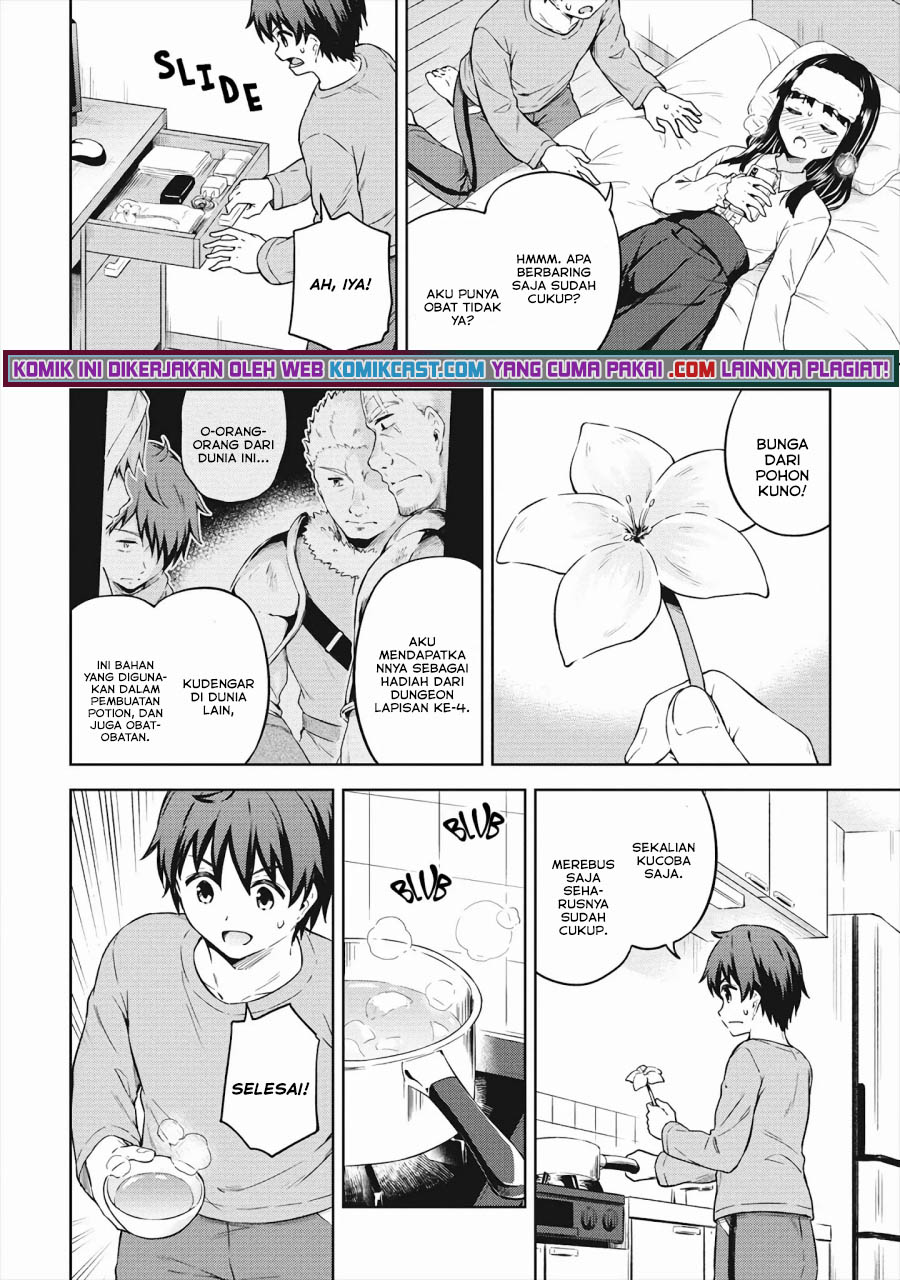 HMMM. APA
BERBARING
SAJA SUDAH
CUKUP?
AKU PUNYA
OBAT TIDAK
YA?
SLIDE
AH, IYA!
KOMIK INI DIKERJAKAN OLEH WEB KOMIKCAST.COM YANG CUMA PAKAI .COM LAINNYA PLAGIAT!
BUNGA
DARI
POHON
KUNO!
O-ORANG-
ORANG DARI
DUNIA INI...
AKU
MENDAPATKA
NNYA SEBAGAI
HADIAH DARI
DUNGEON
LAPISAN KE-4.
KUDENGAR
DI DUNIA
LAIN,
INI BAHAN
YANG DIGUNA-
KAN DALAM
PEMBUATAN
POTION, DAN
JUGA OBAT-
OBATAN.
SEKALIAN
KUCOBA
SAJA.
MEREBUS
SAJA
SEHA-
RUSNYA
SUDAH
CUKUP.
BLUB
BLUB
SELESAI!